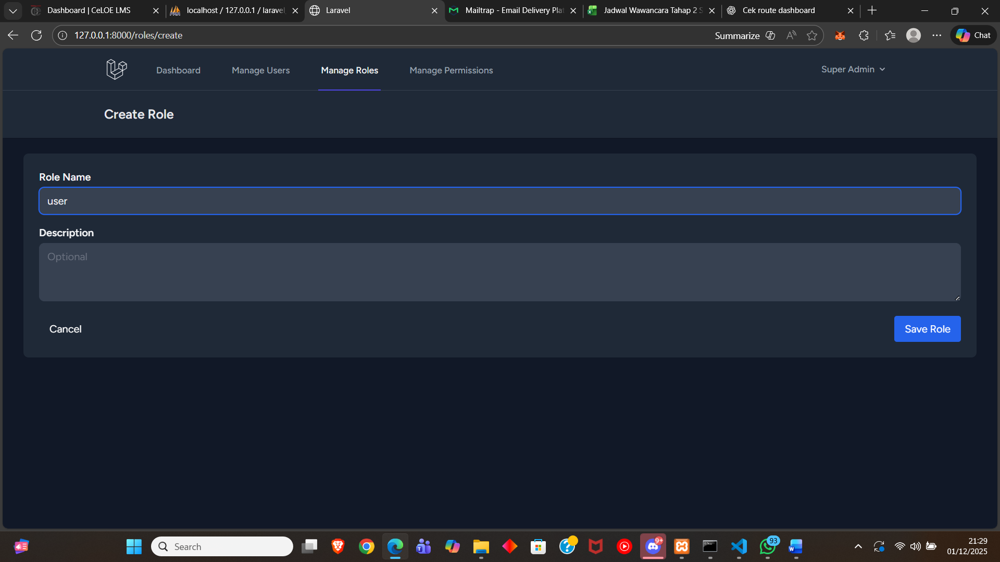 Dashboard | CeLOE LMS
localhost / 127.0.0.1 / laravel
Laravel
Mailtrap - Email Delivery Pla
Jadwal Wawancara Tahap 2 S
Cek route dashboard
127.0.0.1:8000/roles/create
Summarize
Chat
Dashboard
Manage Users
Manage Roles
Manage Permissions
Super Admin
Create Role
Role Name
user
Description
Optional
Cancel
Save Role
Search
9+
93
21:29
01/12/2025